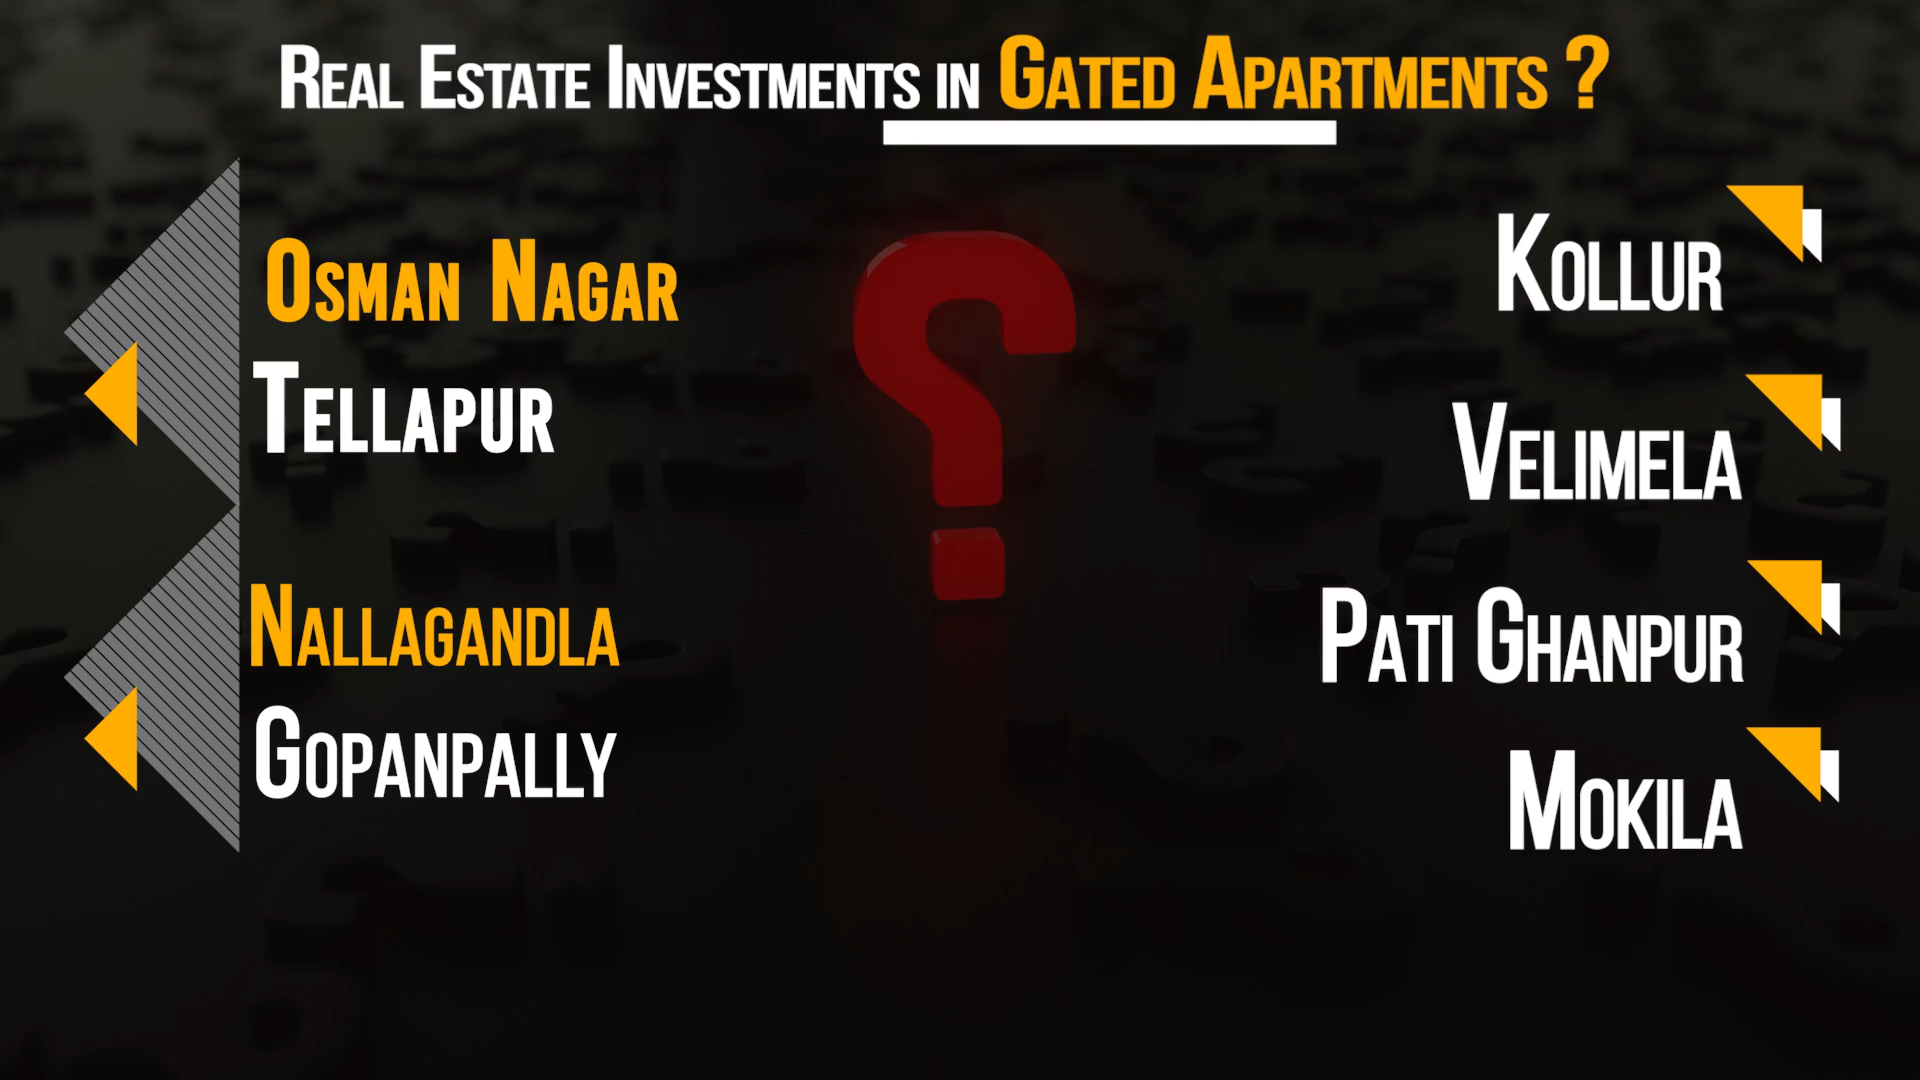 Real Estate Investments in Gated Apartments ?
Osman Nagar
Tellapur
Nallagandla
Gopanpally
Kollur
Velimela
Pati Ghanpur
Mokila